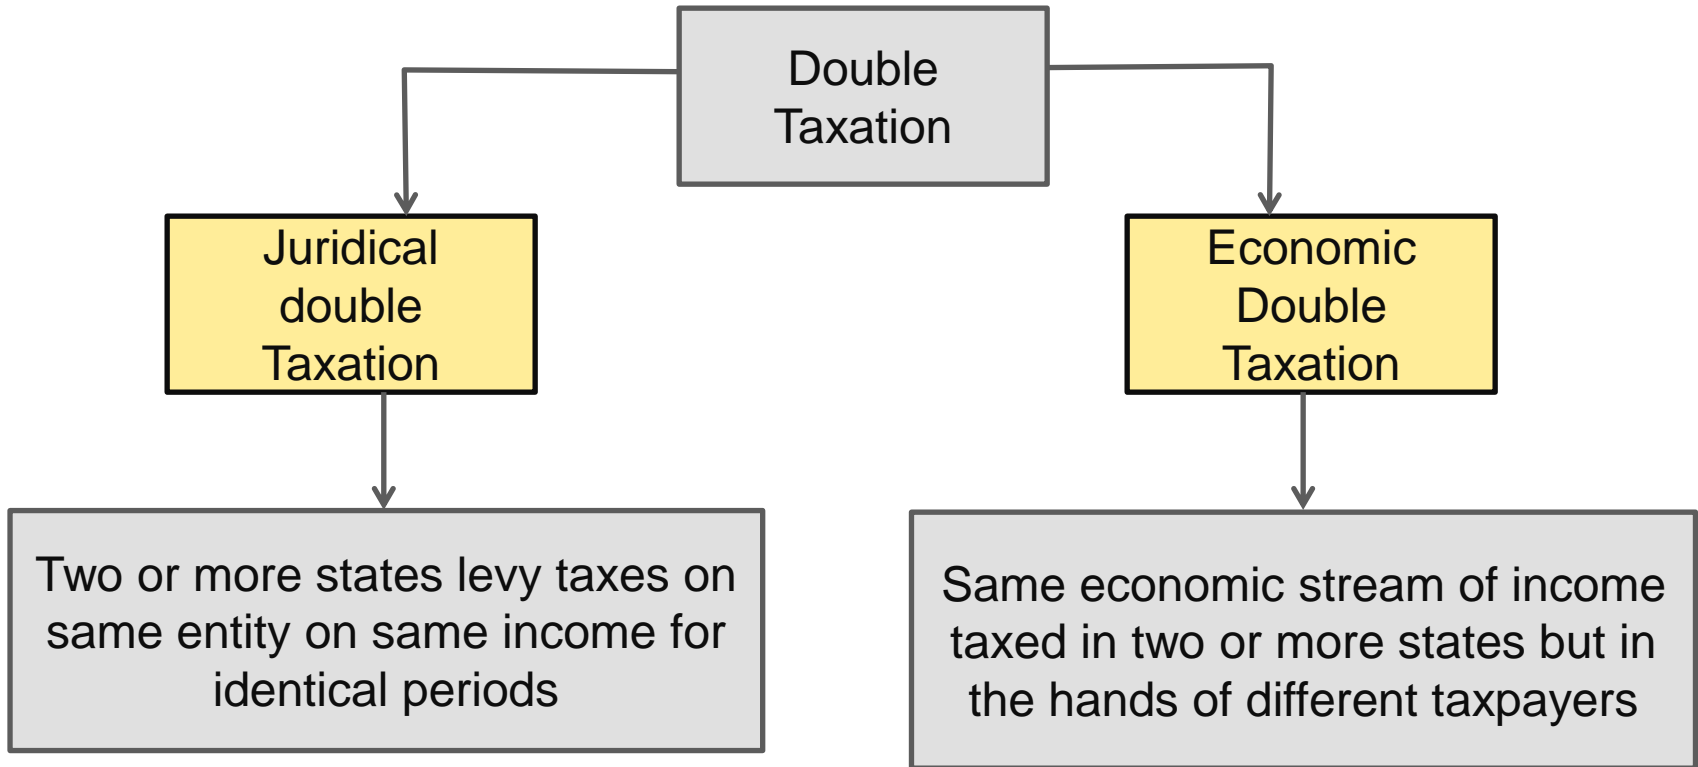 Double
Taxation
Juridical
double
Taxation
Economic
Double
Taxation
Two or more states levy taxes on
same entity on same income for
identical periods
Same economic stream of income
taxed in two or more states but in
the hands of different taxpayers